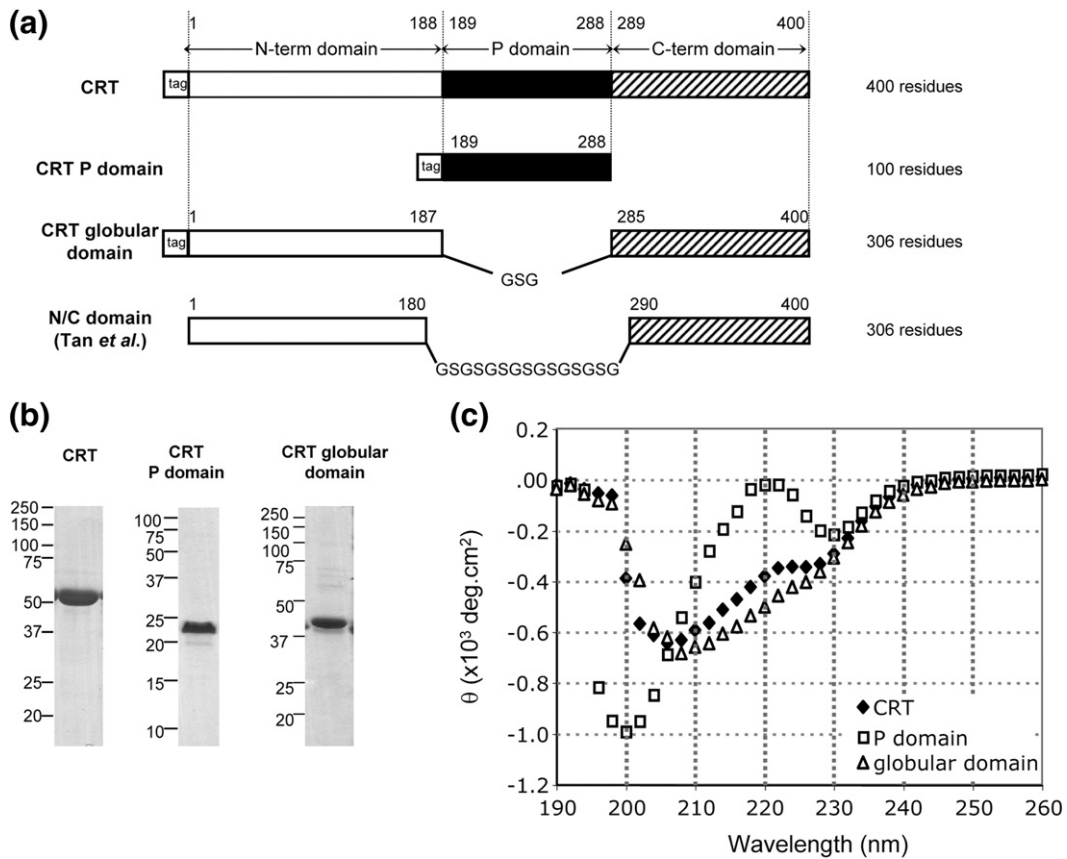 (a)
1 188 189 288 289 400
N-term domain P domain C-term domain
CRT tag 400 residues
189 288
CRT P domain tag 100 residues
1 187 285 400
CRT globular
domain tag 306 residues
GSG
1 180 290 400
N/C domain
(Tan et al.) 306 residues
GSGSGSGSGSGSGSG
(b)
CRT
250
150
100
75
50
37
25
20
CRT
P domain
100
75
50
37
25
20
15
10
CRT globular
domain
250
150
100
75
50
37
25
20
(c)
0.2
.00
-0.2
-0.4
-0.6
-0.8
-1.0
-1.2
θ (x10³ deg.cm²)
CRT
P domain
globular domain
190 200 210 220 230 240 250 260
Wavelength (nm)